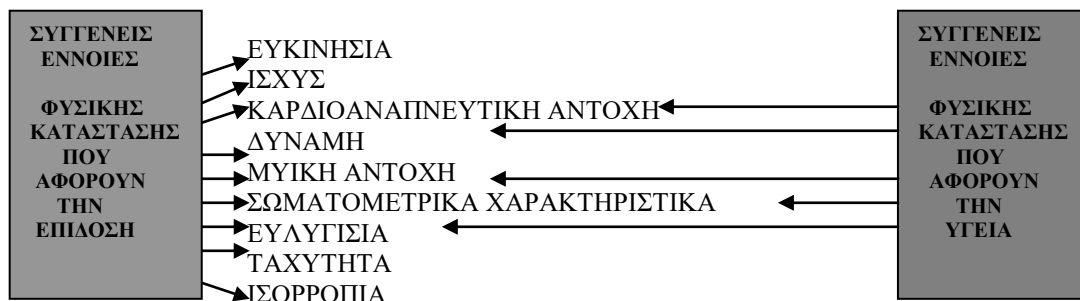 ΣΥΓΓΕΝΕΙΣ
ΕΝΝΟΙΕΣ
ΦΥΣΙΚΗΣ
ΚΑΤΑΣΤΑΣΗΣ
ΠΟΥ
ΑΦΟΡΟΥΝ
ΤΗΝ
ΕΠΙΔΟΣΗ
ΕΥΚΙΝΗΣΙΑ
ΙΣΧΥΣ
ΚΑΡΔΙΟΑΝΑΠΝΕΥΤΙΚΗ ΑΝΤΟΧΗ
ΔΥΝΑΜΗ
ΜΥΙΚΗ ΑΝΤΟΧΗ
ΣΩΜΑΤΟΜΕΤΡΙΚΑ ΧΑΡΑΚΤΗΡΙΣΤΙΚΑ
ΕΥΛΥΓΙΣΙΑ
ΤΑΧΥΤΗΤΑ
ΙΣΟΡΡΟΠΙΑ
ΣΥΓΓΕΝΕΙΣ
ΕΝΝΟΙΕΣ
ΦΥΣΙΚΗΣ
ΚΑΤΑΣΤΑΣΗΣ
ΠΟΥ
ΑΦΟΡΟΥΝ
ΤΗΝ
ΥΓΕΙΑ